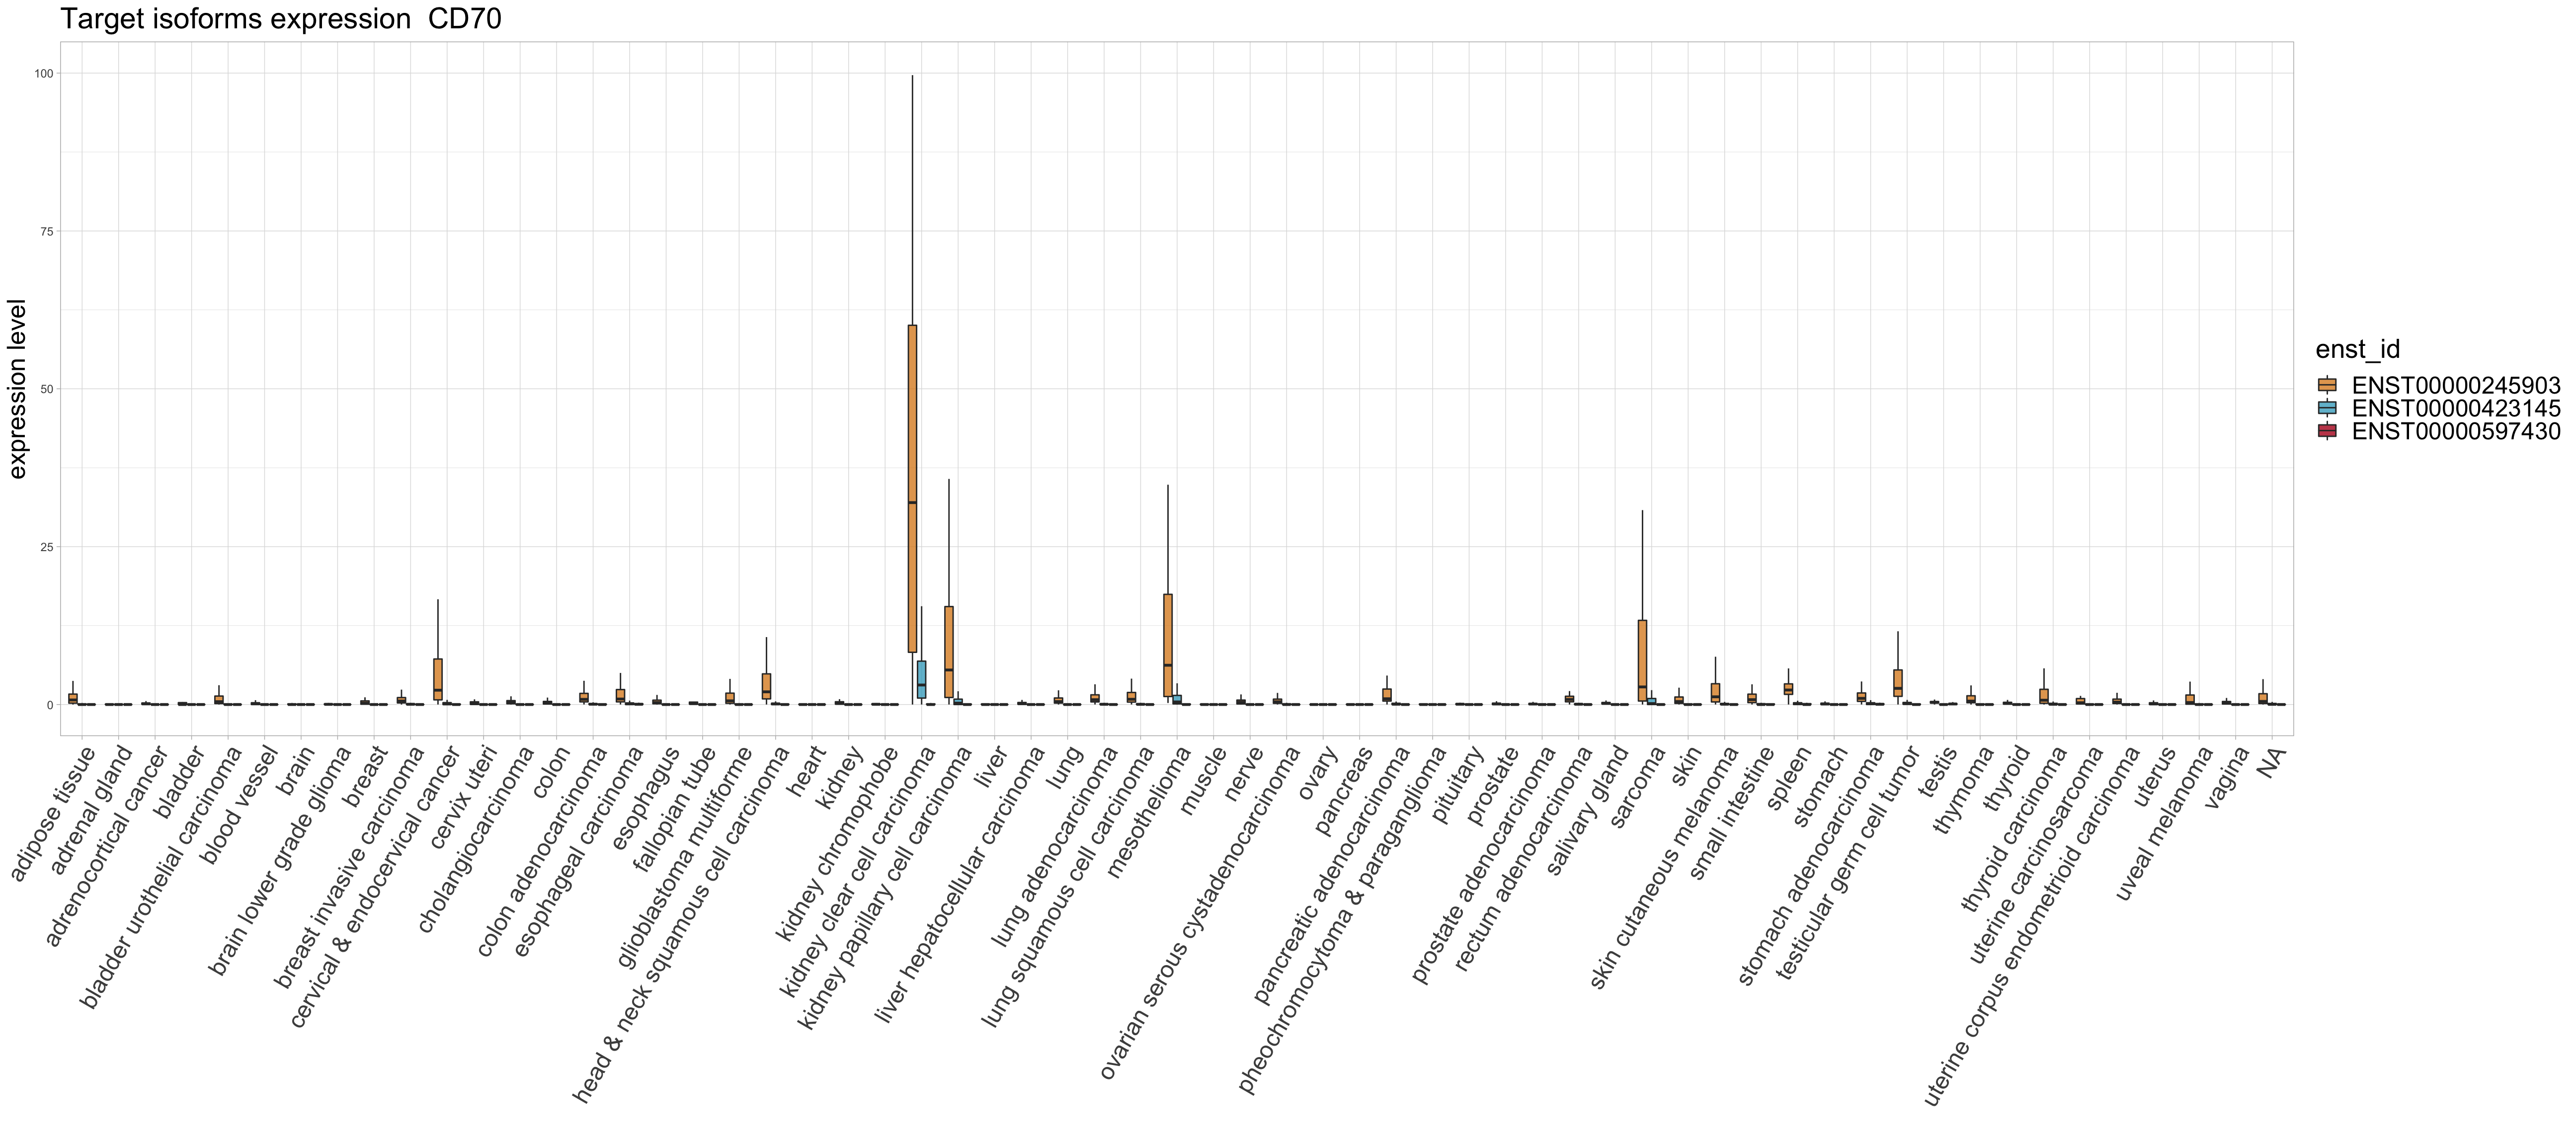 Target isoforms expression  CD70
expression level
100
75
50
25
0
adipose tissue
adrenal gland
adrenocortical cancer
bladder
bladder urothelial carcinoma
blood vessel
brain
brain lower grade glioma
breast
breast invasive carcinoma
cervical & endocervical cancer
cervix uteri
cholangiocarcinoma
colon
colon adenocarcinoma
esophageal carcinoma
esophagus
fallopian tube
glioblastoma multiforme
head & neck squamous cell carcinoma
heart
kidney
kidney chromophobe
kidney clear cell carcinoma
kidney papillary cell carcinoma
liver
liver hepatocellular carcinoma
lung
lung adenocarcinoma
lung squamous cell carcinoma
mesothelioma
muscle
nerve
ovarian serous cystadenocarcinoma
ovary
pancreas
pancreatic adenocarcinoma
pheochromocytoma & paraganglioma
pituitary
prostate
prostate adenocarcinoma
rectum adenocarcinoma
salivary gland
sarcoma
skin
skin cutaneous melanoma
small intestine
spleen
stomach
stomach adenocarcinoma
testicular germ cell tumor
testis
thymoma
thyroid
thyroid carcinoma
uterine carcinosarcoma
uterine corpus endometrioid carcinoma
uterus
uveal melanoma
vagina
NA
enst_id
ENST00000245903
ENST00000423145
ENST00000597430